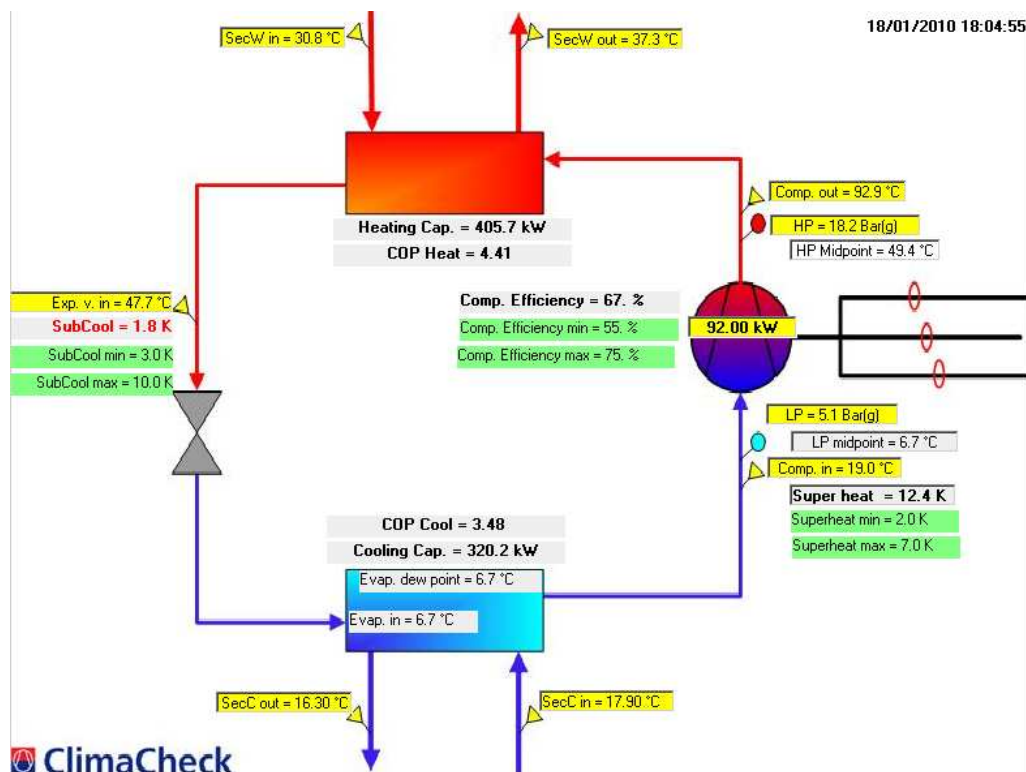 18/01/2010 18:04:55
SecW in = 30.8 °C
SecW out = 37.3 °C
Comp. out = 92.9 °C
HP = 18.2 Bar(g)
HP Midpoint = 49.4 °C
Heating Cap. = 405.7 kW
COP Heat = 4.41
Exp. v. in = 47.7 °C
SubCool = 1.8 K
SubCool min = 3.0 K
SubCool max = 10.0 K
Comp. Efficiency = 67. %
Comp. Efficiency min = 55. %
Comp. Efficiency max = 75. %
92.00 kW
LP = 5.1 Bar(g)
LP midpoint = 6.7 °C
Comp. in = 19.0 °C
Super heat = 12.4 K
Superheat min = 2.0 K
Superheat max = 7.0 K
COP Cool = 3.48
Cooling Cap. = 320.2 kW
Evap. dew point = 6.7 °C
Evap. in = 6.7 °C
SecC out = 16.30 °C
SecC in = 17.90 °C
ClimaCheck